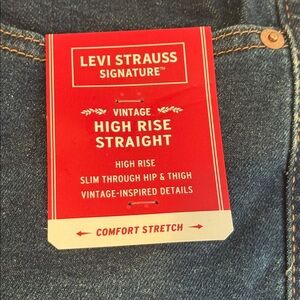 LEVI STRAUSS
SIGNATURE™
VINTAGE
HIGH RISE
STRAIGHT
HIGH RISE
SLIM THROUGH HIP & THIGH
VINTAGE-INSPIRED DETAILS
COMFORT STRETCH